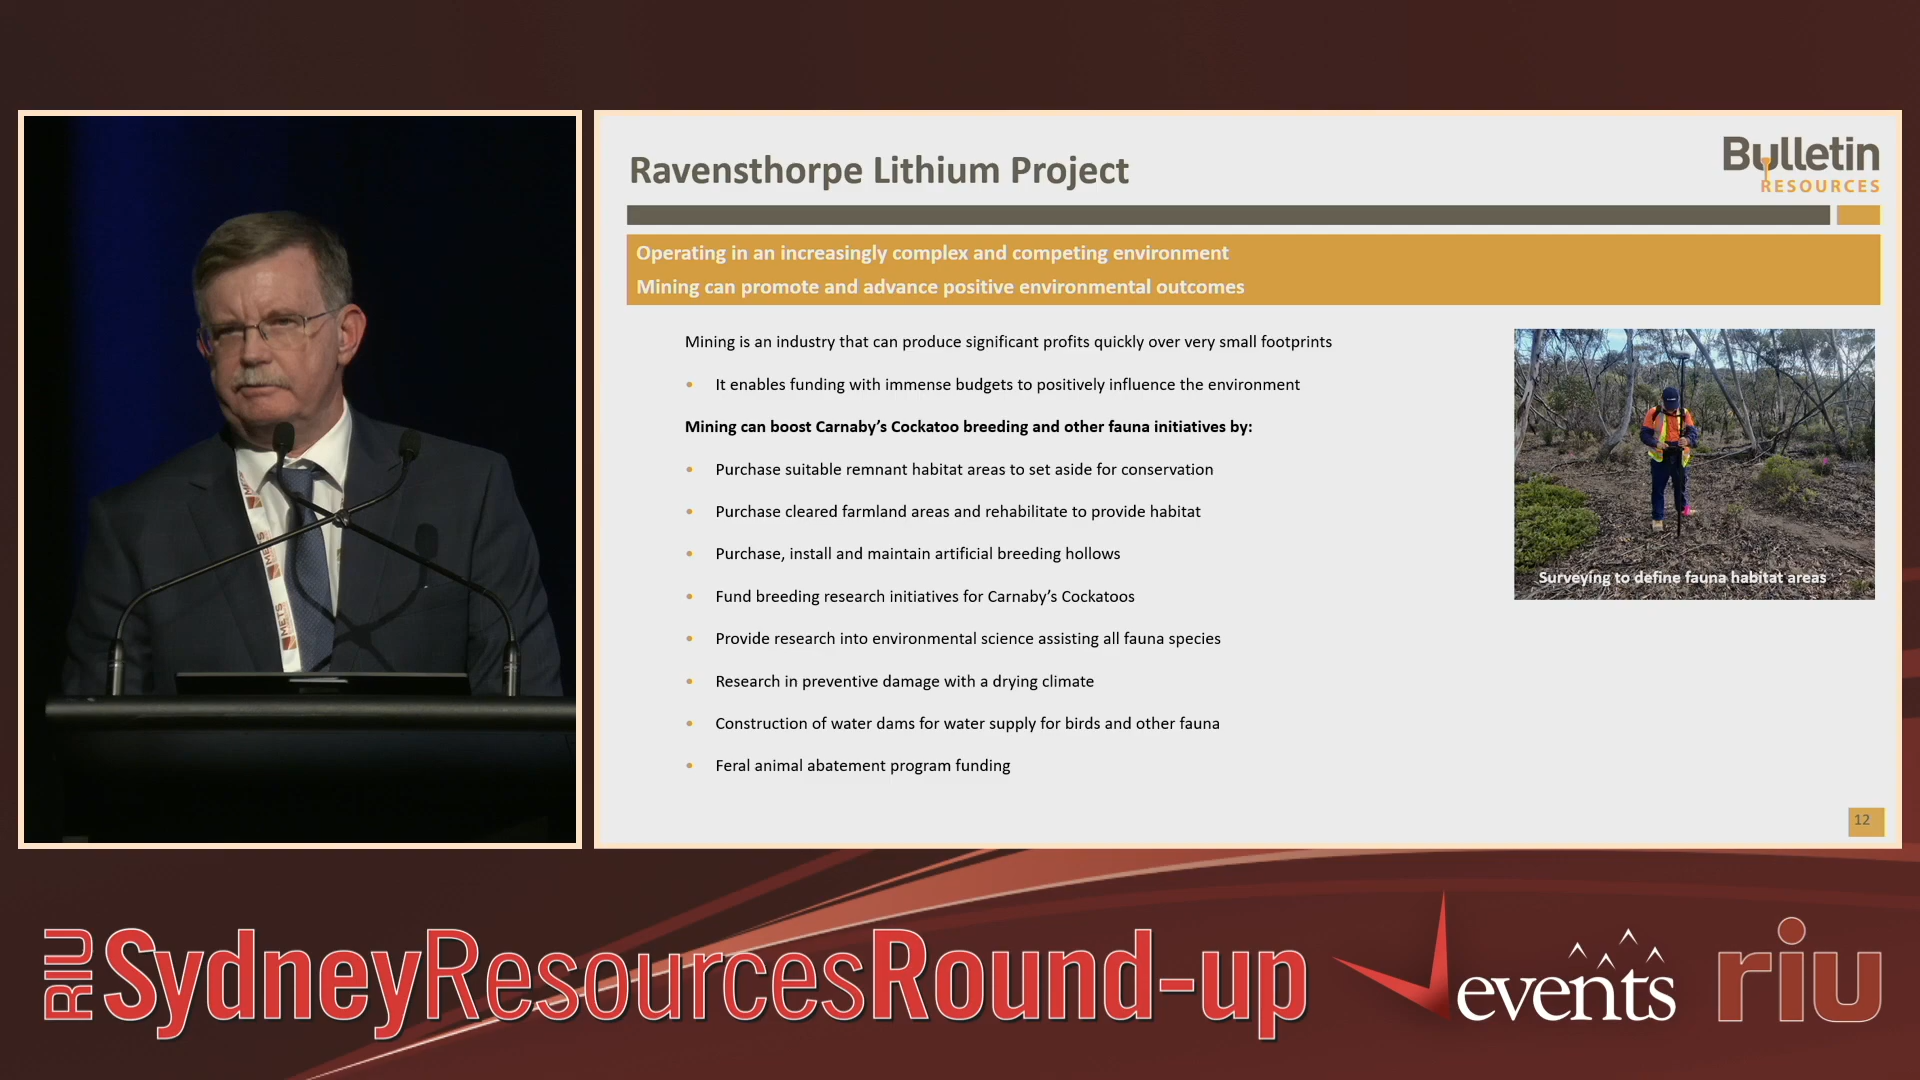 METS
METS
METS
Ravensthorpe Lithium Project
Bulletin
RESOURCES
Operating in an increasingly complex and competing environment
Mining can promote and advance positive environmental outcomes
Mining is an industry that can produce significant profits quickly over very small footprints
• It enables funding with immense budgets to positively influence the environment
Mining can boost Carnaby’s Cockatoo breeding and other fauna initiatives by:
• Purchase suitable remnant habitat areas to set aside for conservation
• Purchase cleared farmland areas and rehabilitate to provide habitat
• Purchase, install and maintain artificial breeding hollows
• Fund breeding research initiatives for Carnaby’s Cockatoos
• Provide research into environmental science assisting all fauna species
• Research in preventive damage with a drying climate
• Construction of water dams for water supply for birds and other fauna
• Feral animal abatement program funding
Surveying to define fauna habitat areas
12
RIU SydneyResourcesRound-up
events
riu